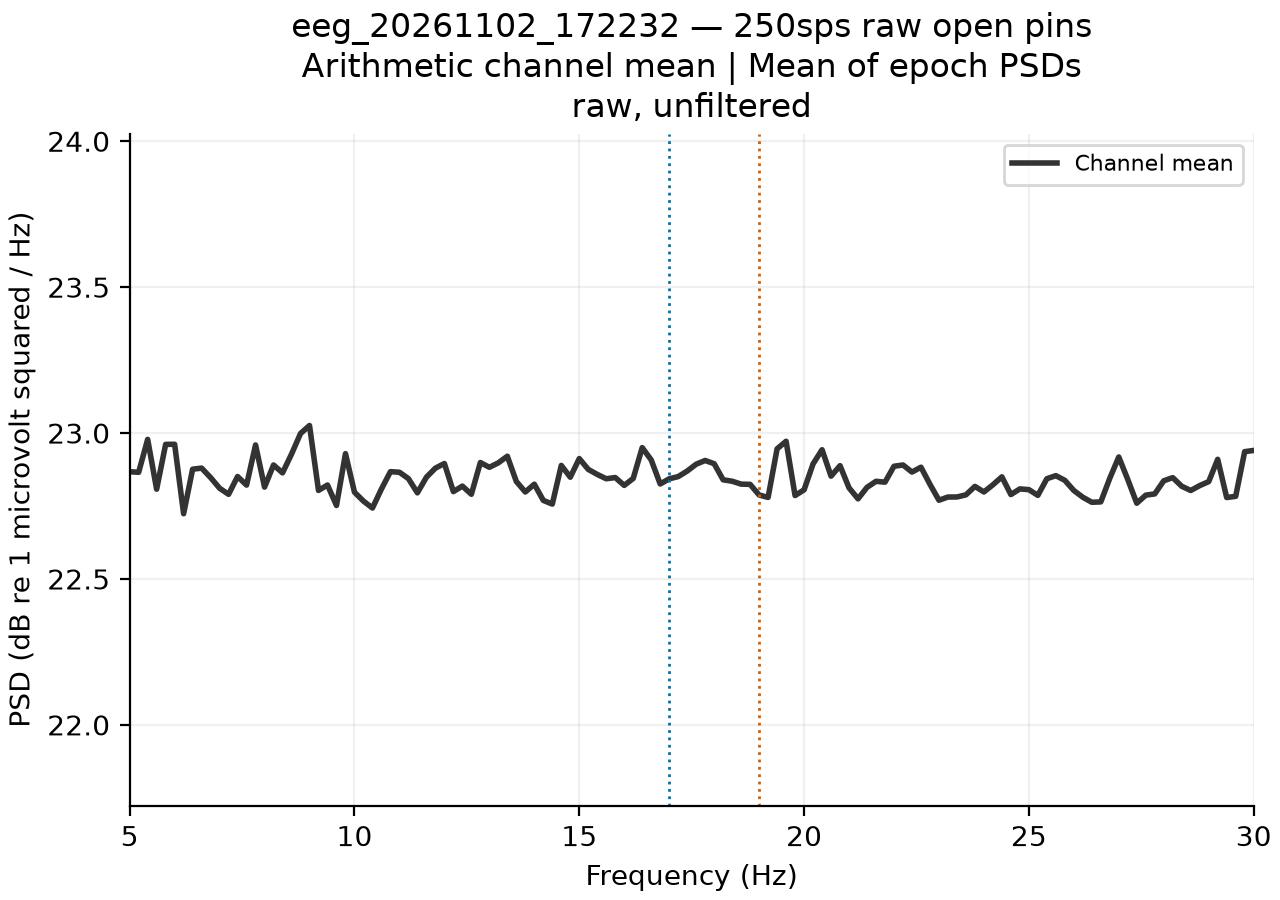 eeg_20261102_172232 — 250sps raw open pins
Arithmetic channel mean | Mean of epoch PSDs
raw, unfiltered
Channel mean
PSD (dB re 1 microvolt squared / Hz)
24.0
23.5
23.0
22.5
22.0
5
10
15
20
25
30
Frequency (Hz)